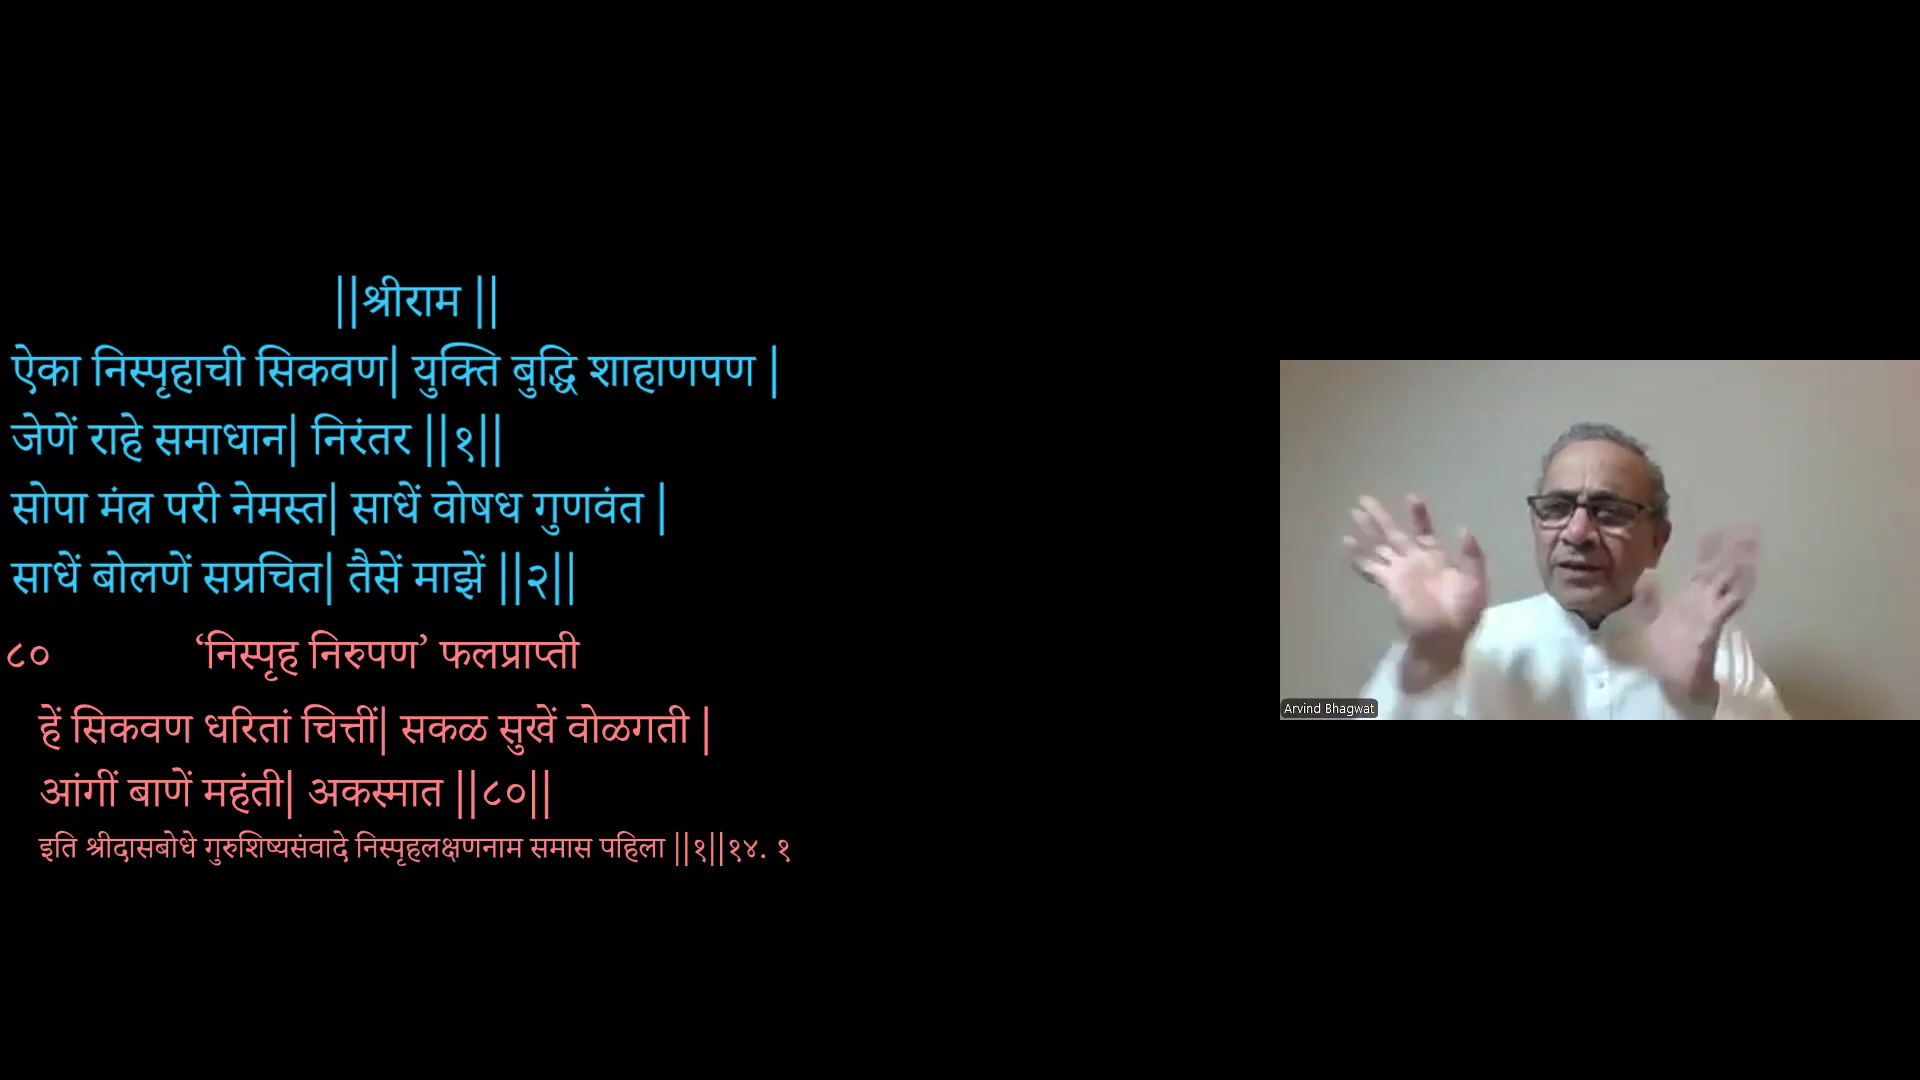 ||श्रीराम ||
ऐका निस्पृहाची सिकवण| युक्ति बुद्धि शाहाणपण |
जेणें राहे समाधान| निरंतर ||१||
सोपा मंत्र परी नेमस्त| साधें वोषध गुणवंत |
साधें बोलणें सप्रचित| तैसें माझें ||२||
८० ‘निस्पृह निरुपण’ फलप्राप्ती
हें सिकवण धरितां चित्तीं| सकळ सुखें वोळगती |
आंगीं बाणें महंती| अकस्मात ||८०||
इति श्रीदासबोधे गुरुशिष्यसंवादे निस्पृहलक्षणनाम समास पहिला ||१||१४. १
Arvind Bhagwat